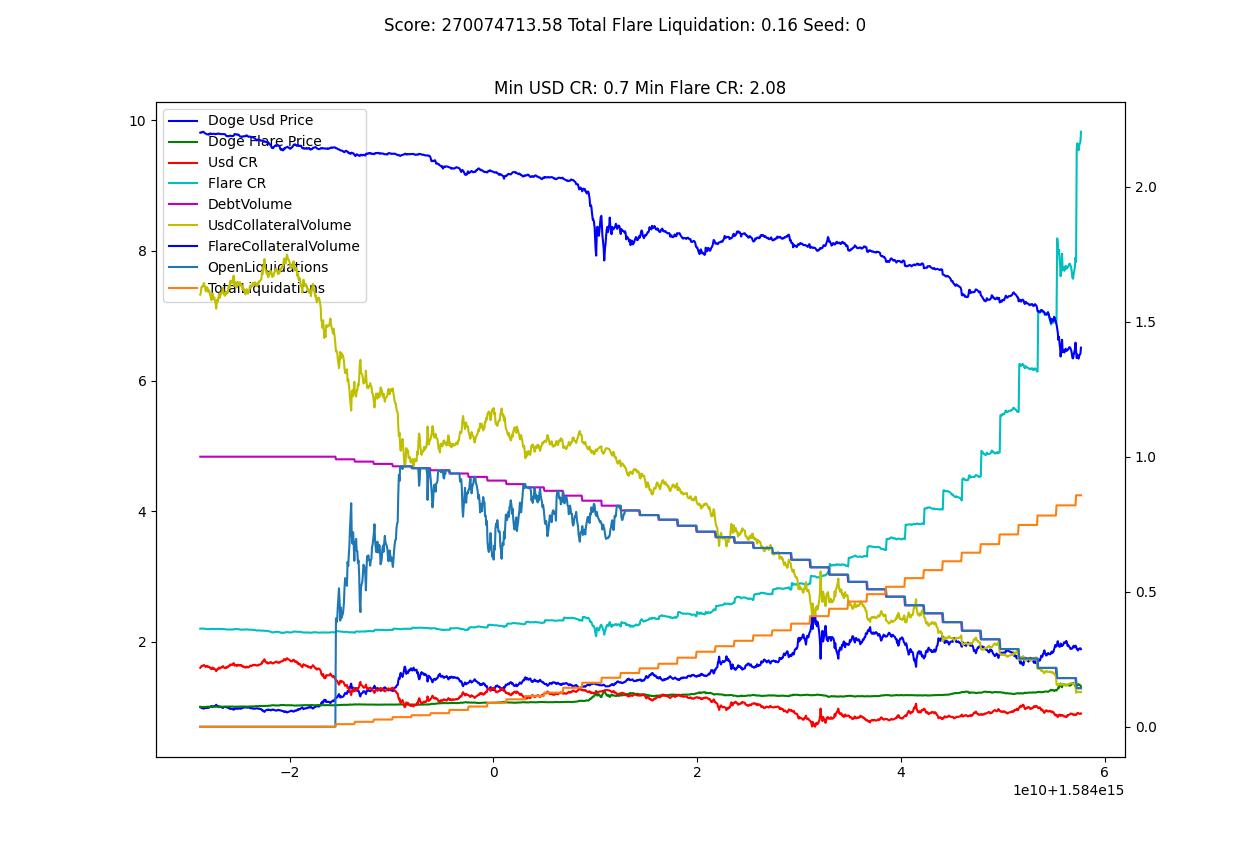 Score: 270074713.58 Total Flare Liquidation: 0.16 Seed: 0
Min USD CR: 0.7 Min Flare CR: 2.08
10
8
6
4
2
Doge Usd Price
Doge Flare Price
Usd CR
Flare CR
DebtVolume
UsdCollateralVolume
FlareCollateralVolume
OpenLiquidations
TotalLiquidations
2.0
1.5
1.0
0.5
0.0
−2 0 2 4 6
1e10+1.584e15